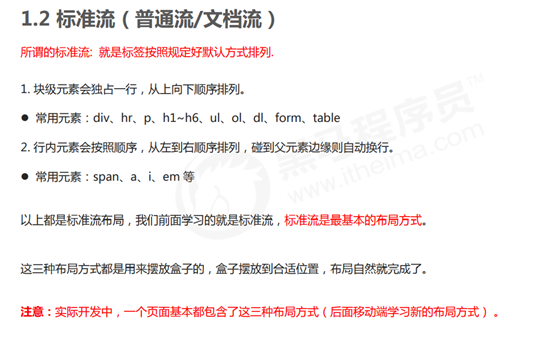 1.2 标准流（普通流/文档流）
所谓的标准流: 就是标签按照规定好默认方式排列.
1. 块级元素会独占一行，从上向下顺序排列。
● 常用元素：div、hr、p、h1~h6、ul、ol、dl、form、table
2. 行内元素会按照顺序，从左到右顺序排列，碰到父元素边缘则自动换行。
● 常用元素：span、a、i、em 等
以上都是标准流布局，我们前面学习的就是标准流，标准流是最基本的布局方式。
这三种布局方式都是用来摆放盒子的，盒子摆放到合适位置，布局自然就完成了。
注意：实际开发中，一个页面基本都包含了这三种布局方式（后面移动端学习新的布局方式）。
黑马程序员
www.itheima.com